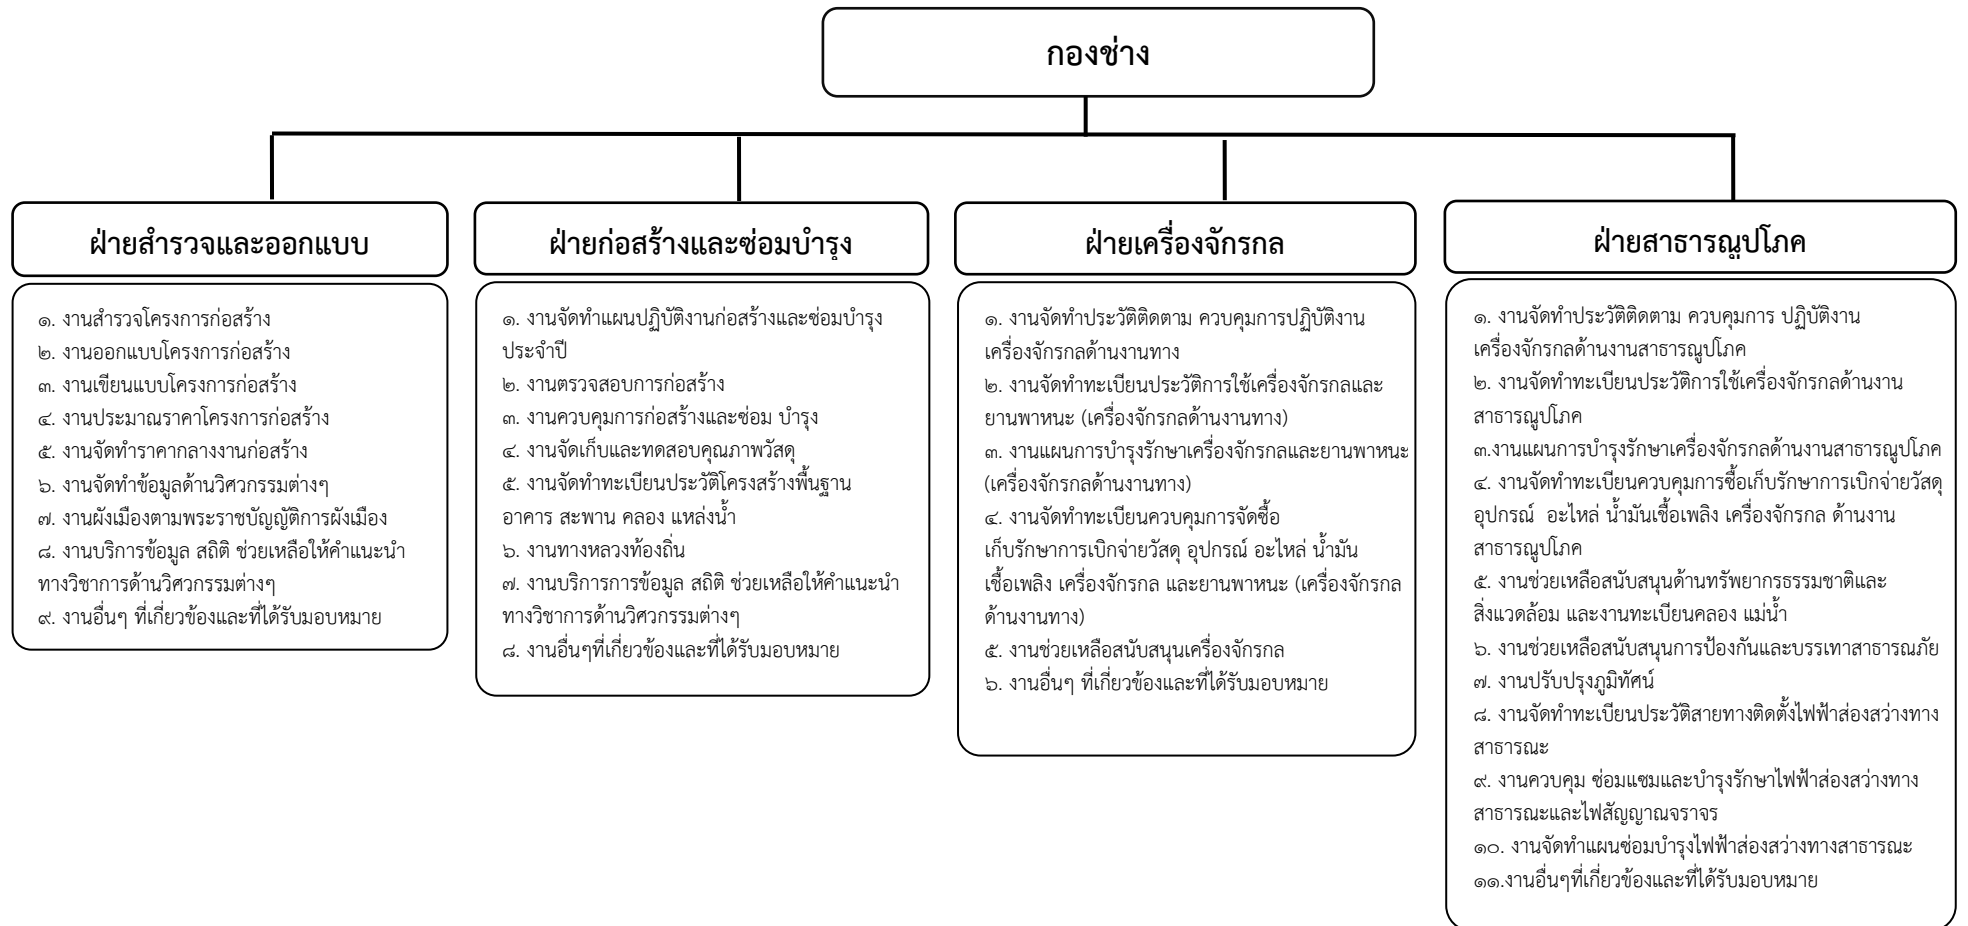 กองช่าง
ฝ่ายสำรวจและออกแบบ
๑. งานสำรวจโครงการก่อสร้าง
๒. งานออกแบบโครงการก่อสร้าง
๓. งานเขียนแบบโครงการก่อสร้าง
๔. งานประมาณราคาโครงการก่อสร้าง
๕. งานจัดทำราคากลางงานก่อสร้าง
๖. งานจัดทำข้อมูลด้านวิศวกรรมต่างๆ
๗. งานผังเมืองตามพระราชบัญญัติการผังเมือง
๘. งานบริการข้อมูล สถิติ ช่วยเหลือให้คำแนะนำ
ทางวิชาการด้านวิศวกรรมต่างๆ
๙. งานอื่นๆ ที่เกี่ยวข้องและที่ได้รับมอบหมาย
ฝ่ายก่อสร้างและซ่อมบำรุง
๑. งานจัดทำแผนปฏิบัติงานก่อสร้างและซ่อมบำรุง
ประจำปี
๒. งานตรวจสอบการก่อสร้าง
๓. งานควบคุมการก่อสร้างและซ่อม บำรุง
๔. งานจัดเก็บและทดสอบคุณภาพวัสดุ
๕. งานจัดทำทะเบียนประวัติโครงสร้างพื้นฐาน
อาคาร สะพาน คลอง แหล่งน้ำ
๖. งานทางหลวงท้องถิ่น
๗. งานบริการการข้อมูล สถิติ ช่วยเหลือให้คำแนะนำ
ทางวิชาการด้านวิศวกรรมต่างๆ
๘. งานอื่นๆที่เกี่ยวข้องและที่ได้รับมอบหมาย
ฝ่ายเครื่องจักรกล
๑. งานจัดทำประวัติติดตาม ควบคุมการปฏิบัติงาน
เครื่องจักรกลด้านงานทาง
๒. งานจัดทำทะเบียนประวัติการใช้เครื่องจักรกลและ
ยานพาหนะ (เครื่องจักรกลด้านงานทาง)
๓. งานแผนการบำรุงรักษาเครื่องจักรกลและยานพาหนะ
(เครื่องจักรกลด้านงานทาง)
๔. งานจัดทำทะเบียนควบคุมการจัดซื้อ
เก็บรักษาการเบิกจ่ายวัสดุ อุปกรณ์ อะไหล่ น้ำมัน
เชื้อเพลิง เครื่องจักรกล และยานพาหนะ (เครื่องจักรกล
ด้านงานทาง)
๕. งานช่วยเหลือสนับสนุนเครื่องจักรกล
๖. งานอื่นๆ ที่เกี่ยวข้องและที่ได้รับมอบหมาย
ฝ่ายสาธารณูปโภค
๑. งานจัดทำประวัติติดตาม ควบคุมการ ปฏิบัติงาน
เครื่องจักรกลด้านงานสาธารณูปโภค
๒. งานจัดทำทะเบียนประวัติการใช้เครื่องจักรกลด้านงาน
สาธารณูปโภค
๓.งานแผนการบำรุงรักษาเครื่องจักรกลด้านงานสาธารณูปโภค
๔. งานจัดทำทะเบียนควบคุมการซื้อเก็บรักษาการเบิกจ่ายวัสดุ
อุปกรณ์  อะไหล่ น้ำมันเชื้อเพลิง เครื่องจักรกล ด้านงาน
สาธารณูปโภค
๕. งานช่วยเหลือสนับสนุนด้านทรัพยากรธรรมชาติและ
สิ่งแวดล้อม และงานทะเบียนคลอง แม่น้ำ
๖. งานช่วยเหลือสนับสนุนการป้องกันและบรรเทาสาธารณภัย
๗. งานปรับปรุงภูมิทัศน์
๘. งานจัดทำทะเบียนประวัติสายทางติดตั้งไฟฟ้าส่องสว่างทาง
สาธารณะ
๙. งานควบคุม ซ่อมแซมและบำรุงรักษาไฟฟ้าส่องสว่างทาง
สาธารณะและไฟสัญญาณจราจร
๑๐. งานจัดทำแผนซ่อมบำรุงไฟฟ้าส่องสว่างทางสาธารณะ
๑๑.งานอื่นๆที่เกี่ยวข้องและที่ได้รับมอบหมาย